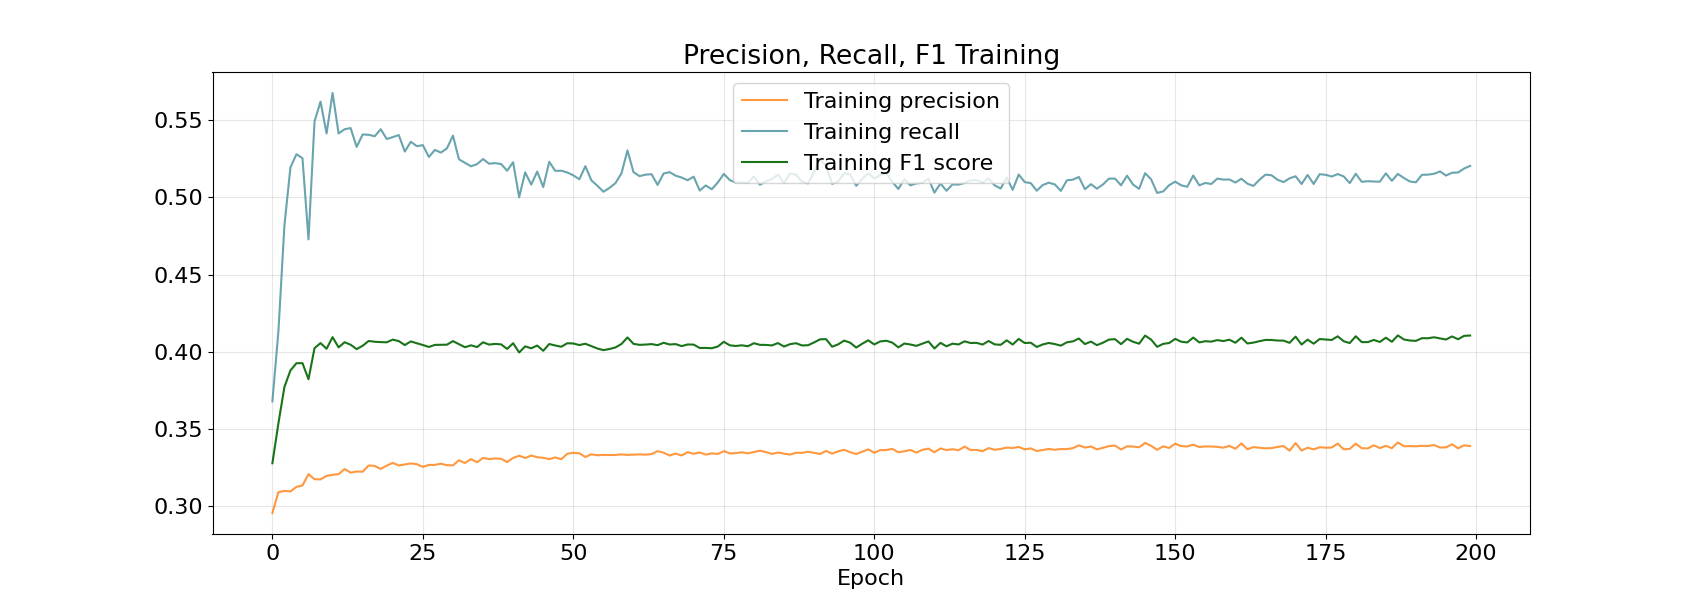 Precision, Recall, F1 Training
Training precision
Training recall
Training F1 score
0.55
0.50
0.45
0.40
0.35
0.30
0 25 50 75 100 125 150 175 200
Epoch